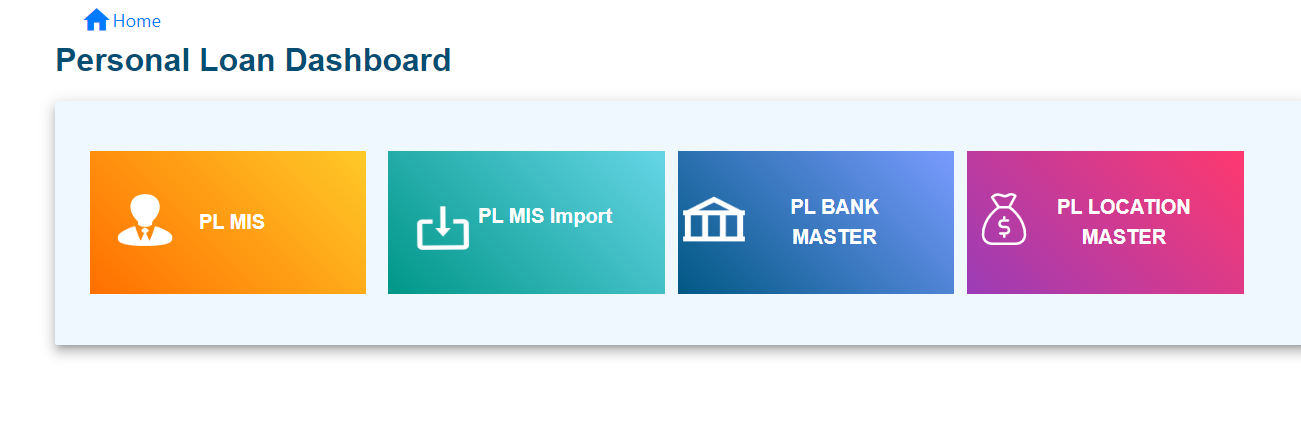 Home
Personal Loan Dashboard
PL MIS
PL MIS Import
PL BANK
MASTER
PL LOCATION
MASTER